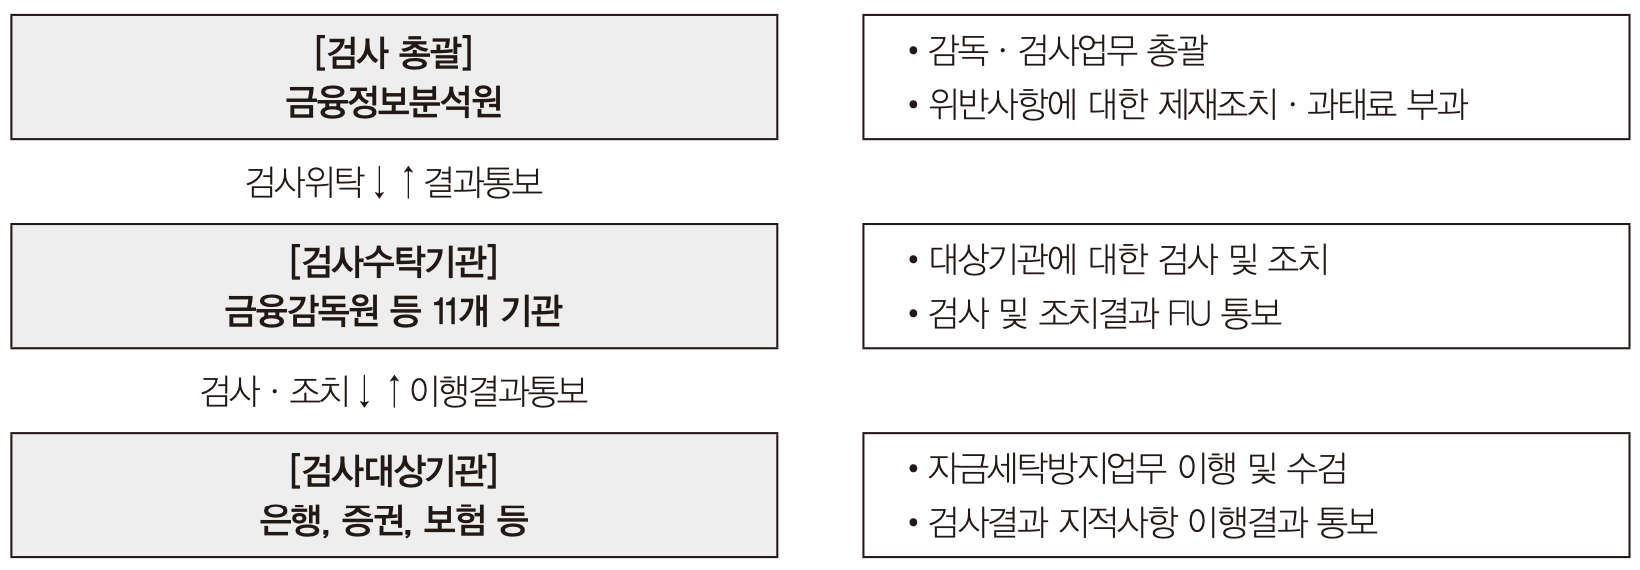 [검사 총괄]
금융정보분석원
• 감독 · 검사업무 총괄
• 위반사항에 대한 제재조치 · 과태료 부과
검사위탁↓ ↑결과통보
[검사수탁기관]
금융감독원 등 11개 기관
• 대상기관에 대한 검사 및 조치
• 검사 및 조치결과 FIU 통보
검사 · 조치↓ ↑이행결과통보
[검사대상기관]
은행, 증권, 보험 등
• 자금세탁방지업무 이행 및 수검
• 검사결과 지적사항 이행결과 통보